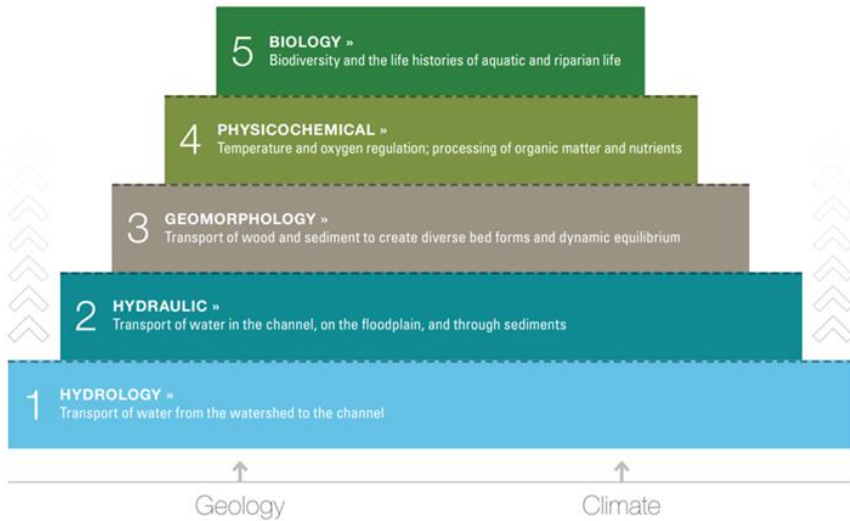 5 BIOLOGY »
Biodiversity and the life histories of aquatic and riparian life
4 PHYSICOCHEMICAL »
Temperature and oxygen regulation; processing of organic matter and nutrients
3 GEOMORPHOLOGY »
Transport of wood and sediment to create diverse bed forms and dynamic equilibrium
2 HYDRAULIC »
Transport of water in the channel, on the floodplain, and through sediments
1 HYDROLOGY »
Transport of water from the watershed to the channel
Geology Climate